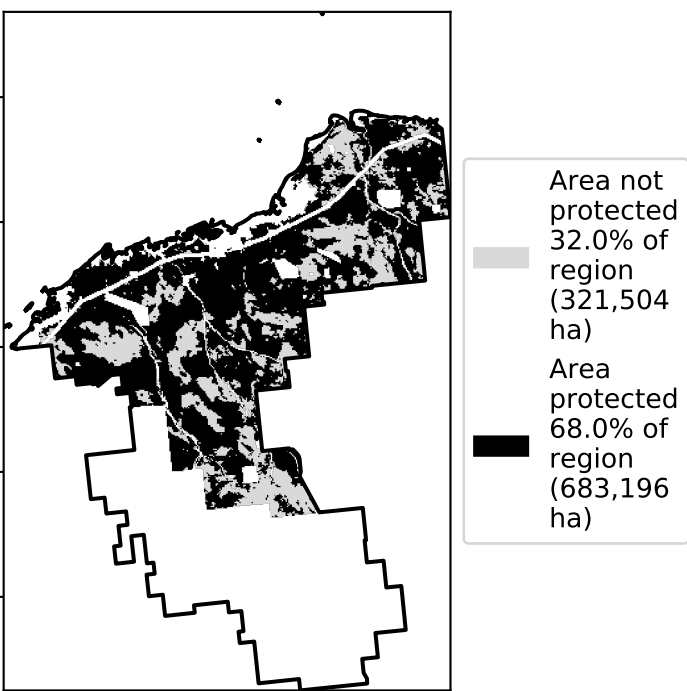 Area not
protected
32.0% of
region
(321,504
ha)
Area
protected
68.0% of
region
(683,196
ha)